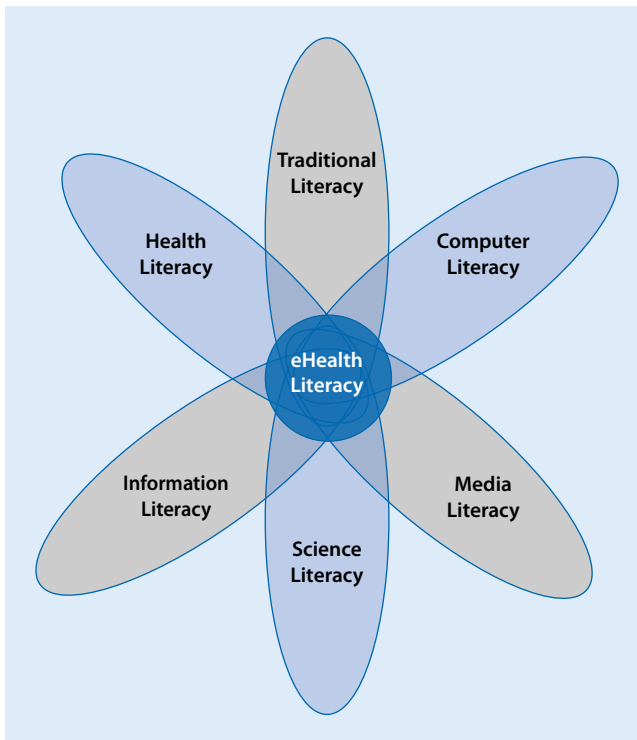 Traditional
Literacy
Health
Literacy
Computer
Literacy
eHealth
Literacy
Information
Literacy
Media
Literacy
Science
Literacy